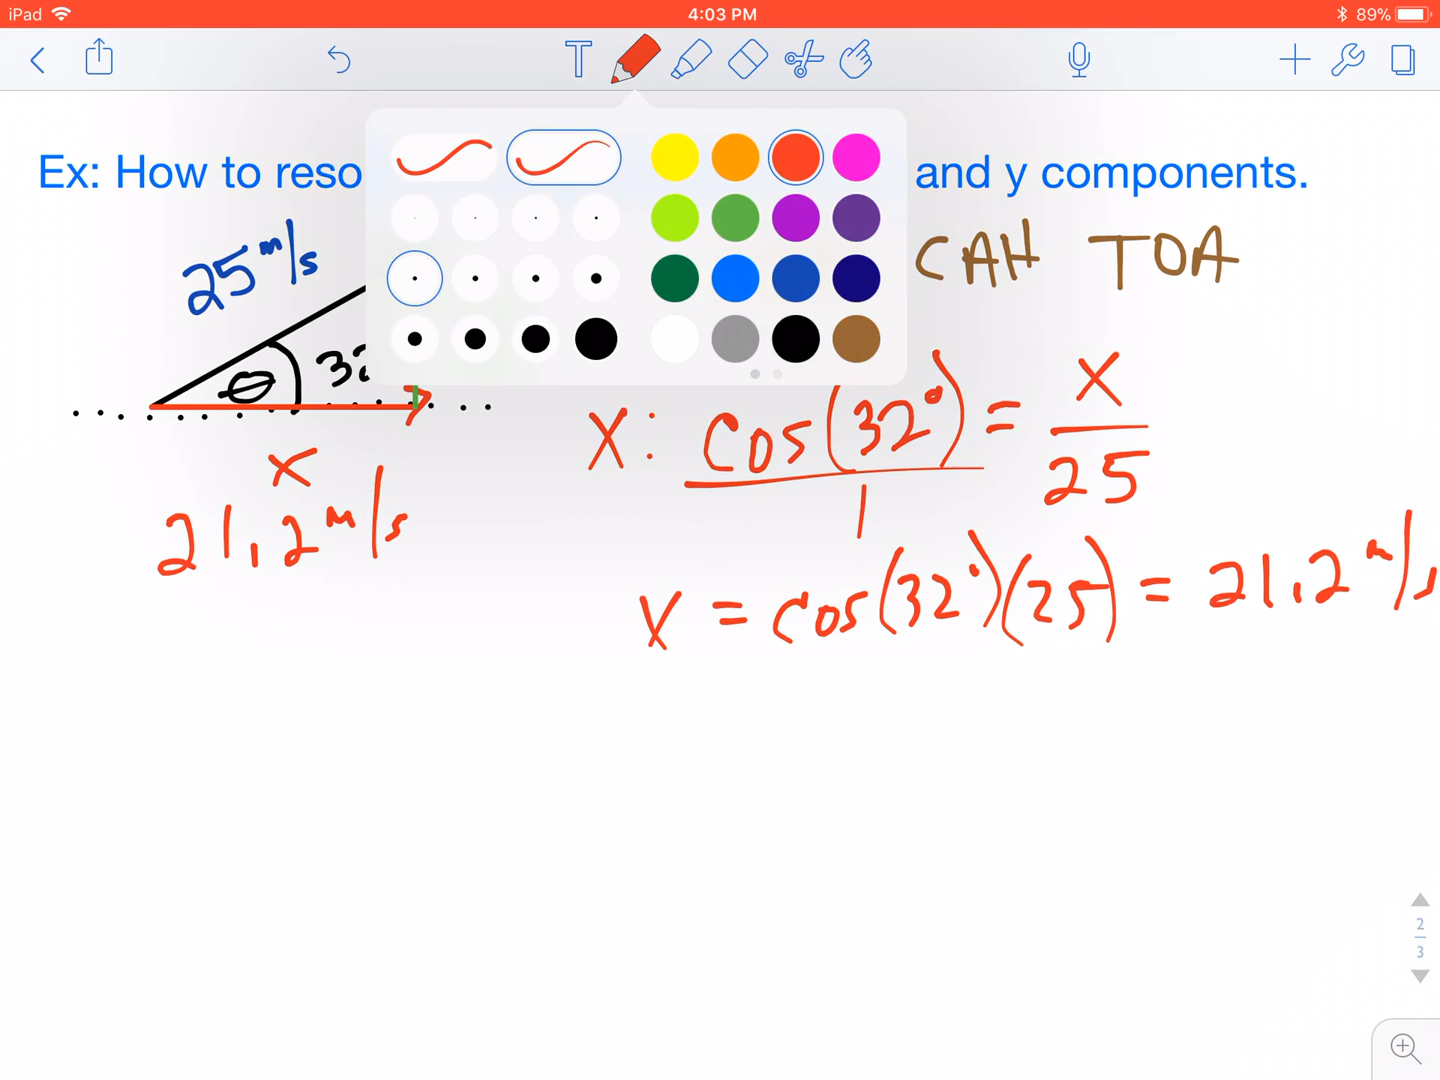 iPad 4:03 PM 89%
T
Ex: How to reso and y components.
25 m/s CAH TOA
θ 32
x
21.2 m/s
X: cos(32°) = x
1 25
x = cos(32°)(25) = 21.2 m/s
2
3